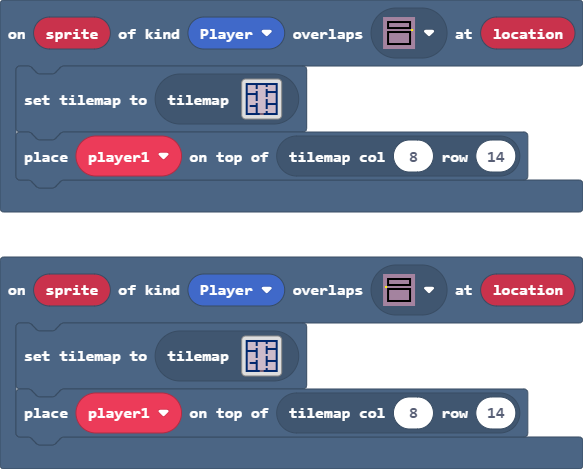 on sprite of kind Player overlaps at location
set tilemap to tilemap
place player1 on top of tilemap col 8 row 14
on sprite of kind Player overlaps at location
set tilemap to tilemap
place player1 on top of tilemap col 8 row 14